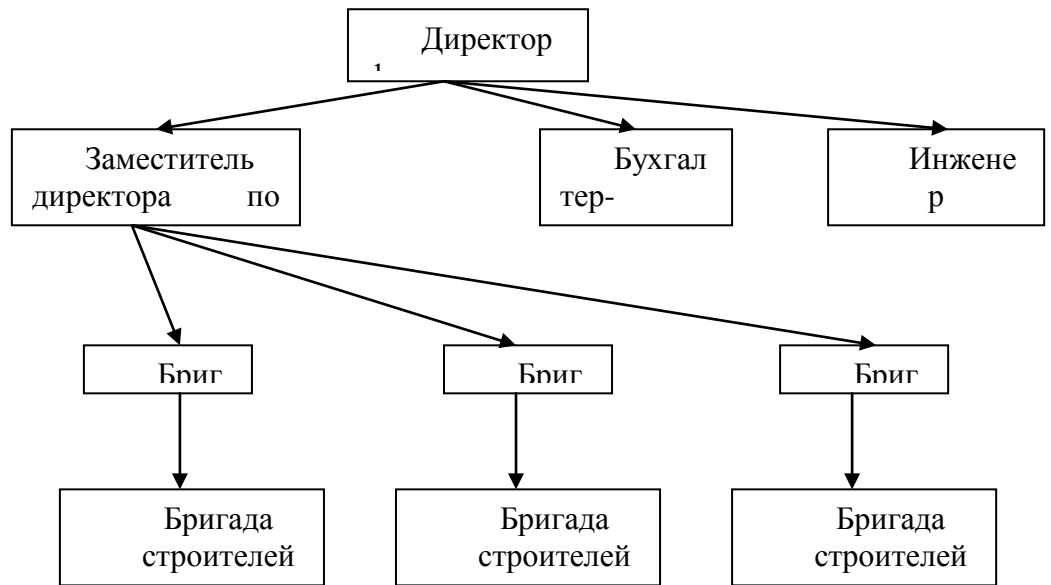 Директор
Заместитель
директора по
Бухгал
тер-
Инжене
р
Бриг
Бриг
Бриг
Бригада
строителей
Бригада
строителей
Бригада
строителей